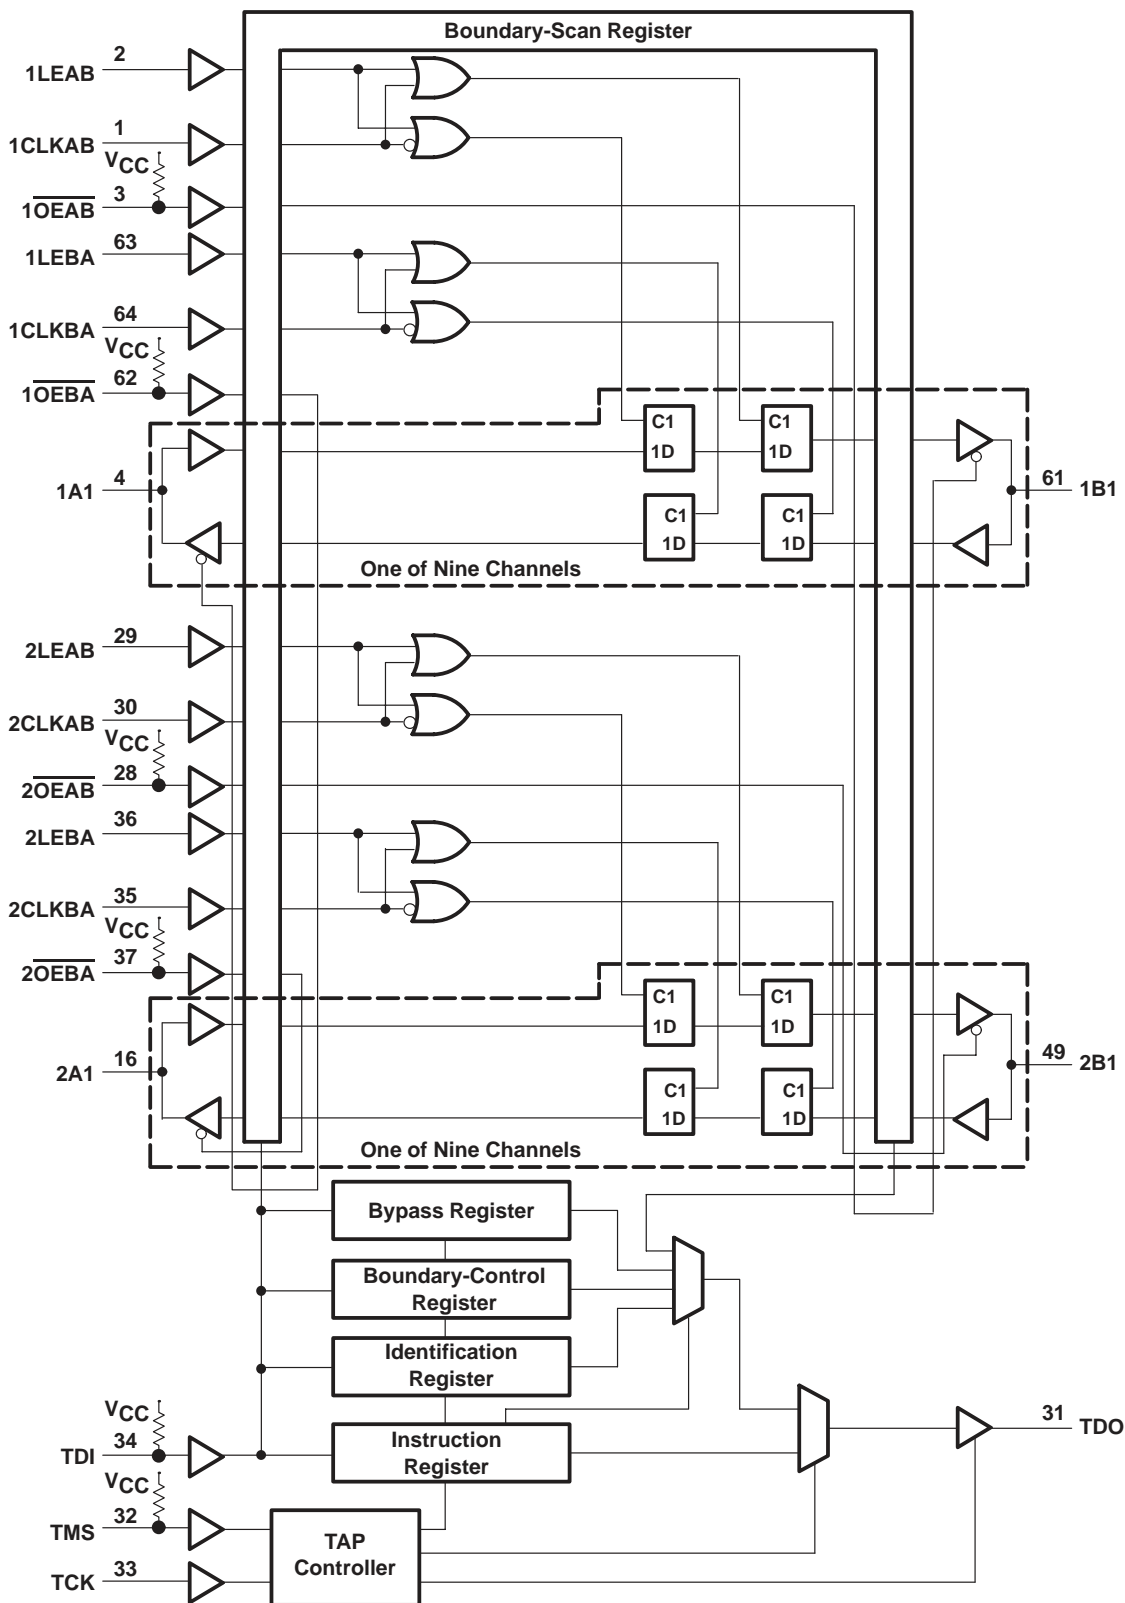 Boundary-Scan Register
2
1LEAB
1
1CLKAB
VCC
3
1OEAB
63
1LEBA
64
1CLKBA
VCC
62
1OEBA
C1
1D
C1
1D
4
1A1
61
1B1
C1
1D
C1
1D
One of Nine Channels
29
2LEAB
30
2CLKAB
VCC
28
2OEAB
36
2LEBA
35
2CLKBA
VCC
37
2OEBA
C1
1D
C1
1D
16
2A1
49
2B1
C1
1D
C1
1D
One of Nine Channels
Bypass Register
Boundary-Control
Register
Identification
Register
VCC
34
TDI
Instruction
Register
31
TDO
VCC
32
TMS
TAP
Controller
33
TCK